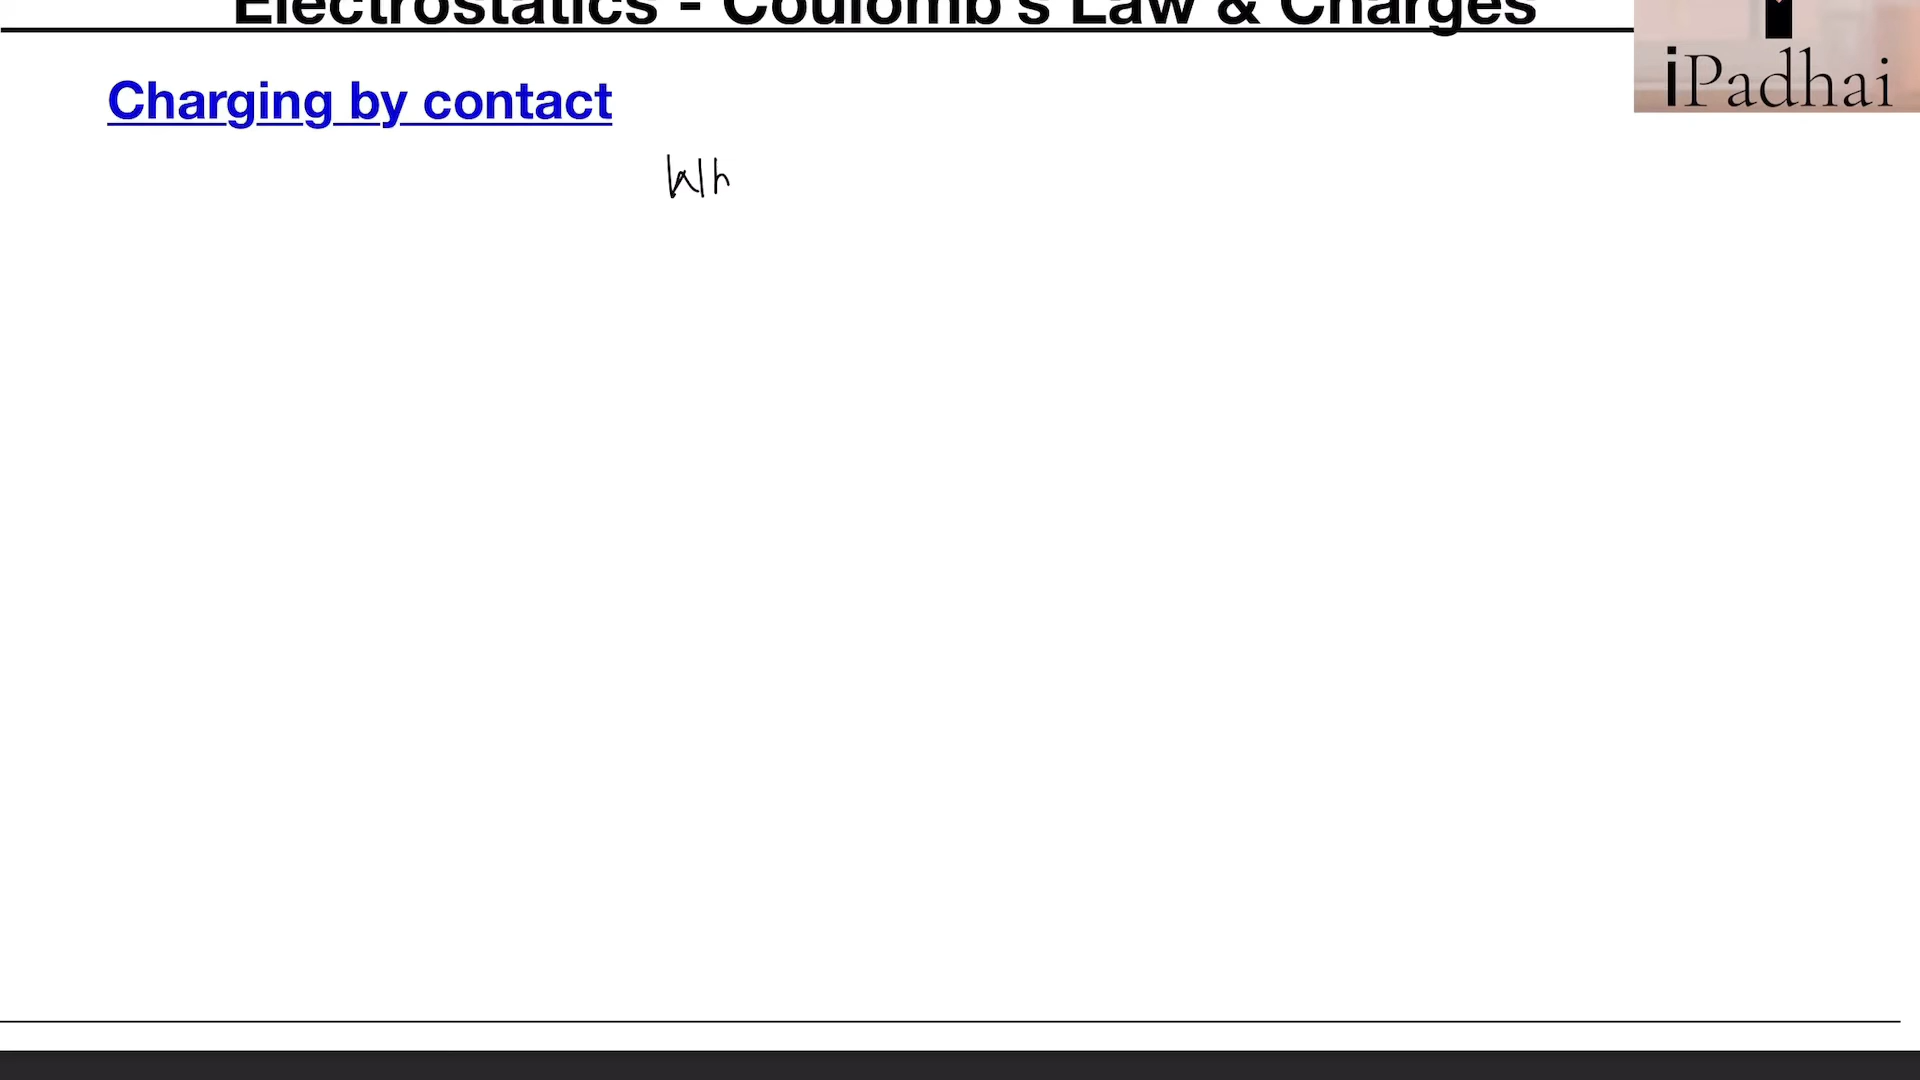 Electrostatics - Coulomb's Law & Charges
iPadhai
Charging by contact
Wh